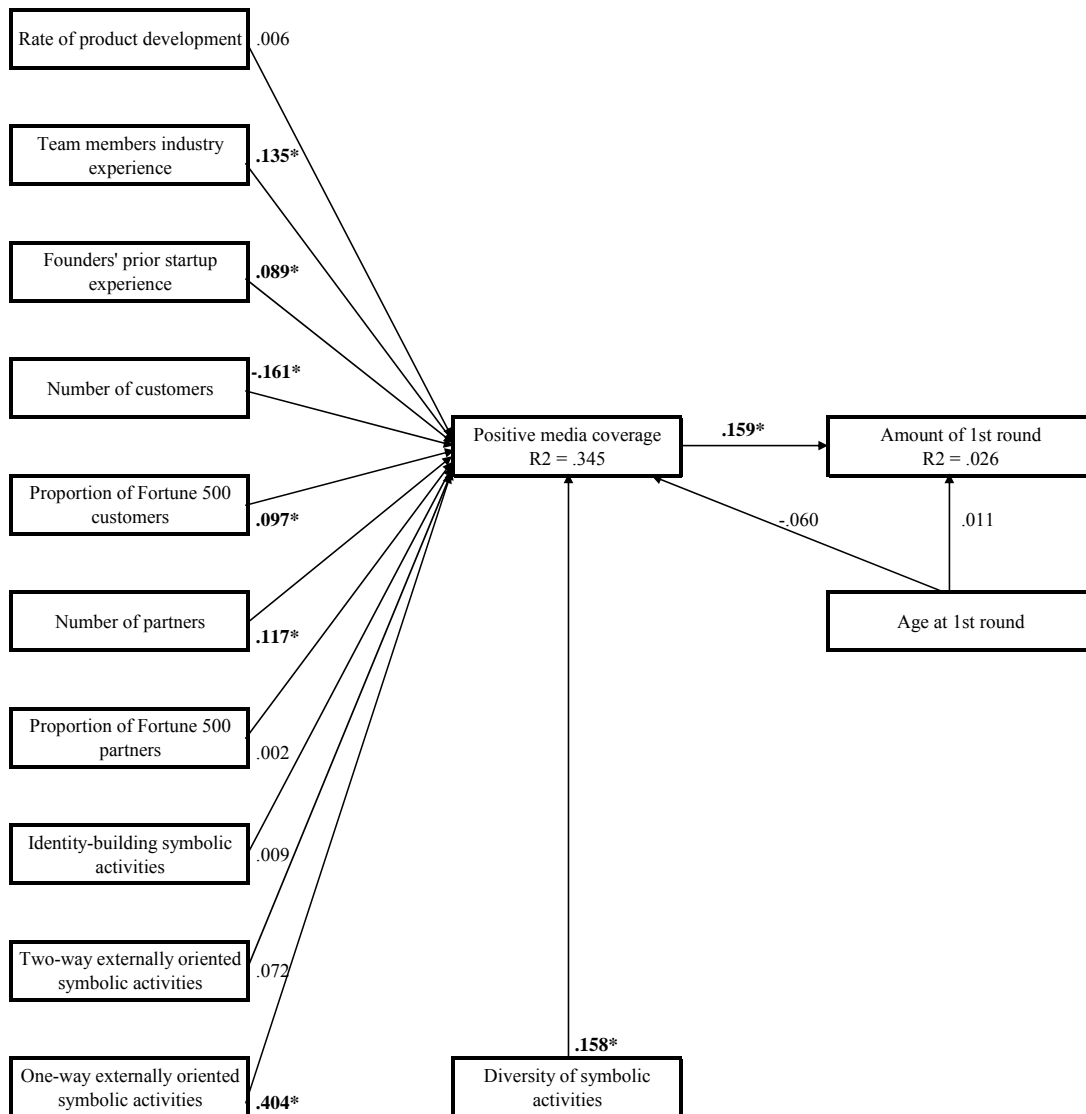 Rate of product development
.006
Team members industry
experience
.135*
Founders' prior startup
experience
.089*
Number of customers
-.161*
Proportion of Fortune 500
customers
.097*
Number of partners
.117*
Proportion of Fortune 500
partners
.002
Identity-building symbolic
activities
.009
Two-way externally oriented
symbolic activities
.072
One-way externally oriented
symbolic activities
.404*
Positive media coverage
R2 = .345
.159*
Amount of 1st round
R2 = .026
-.060
.011
Age at 1st round
.158*
Diversity of symbolic
activities